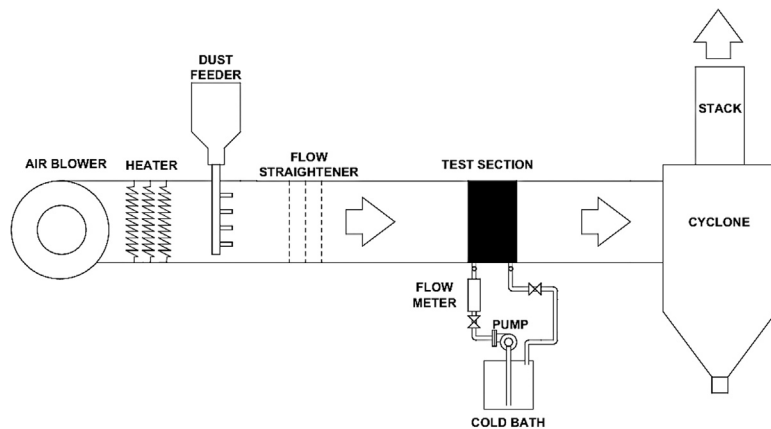 DUST
FEEDER
STACK
AIR BLOWER
HEATER
FLOW
STRAIGHTENER
TEST SECTION
CYCLONE
FLOW
METER
PUMP
COLD BATH